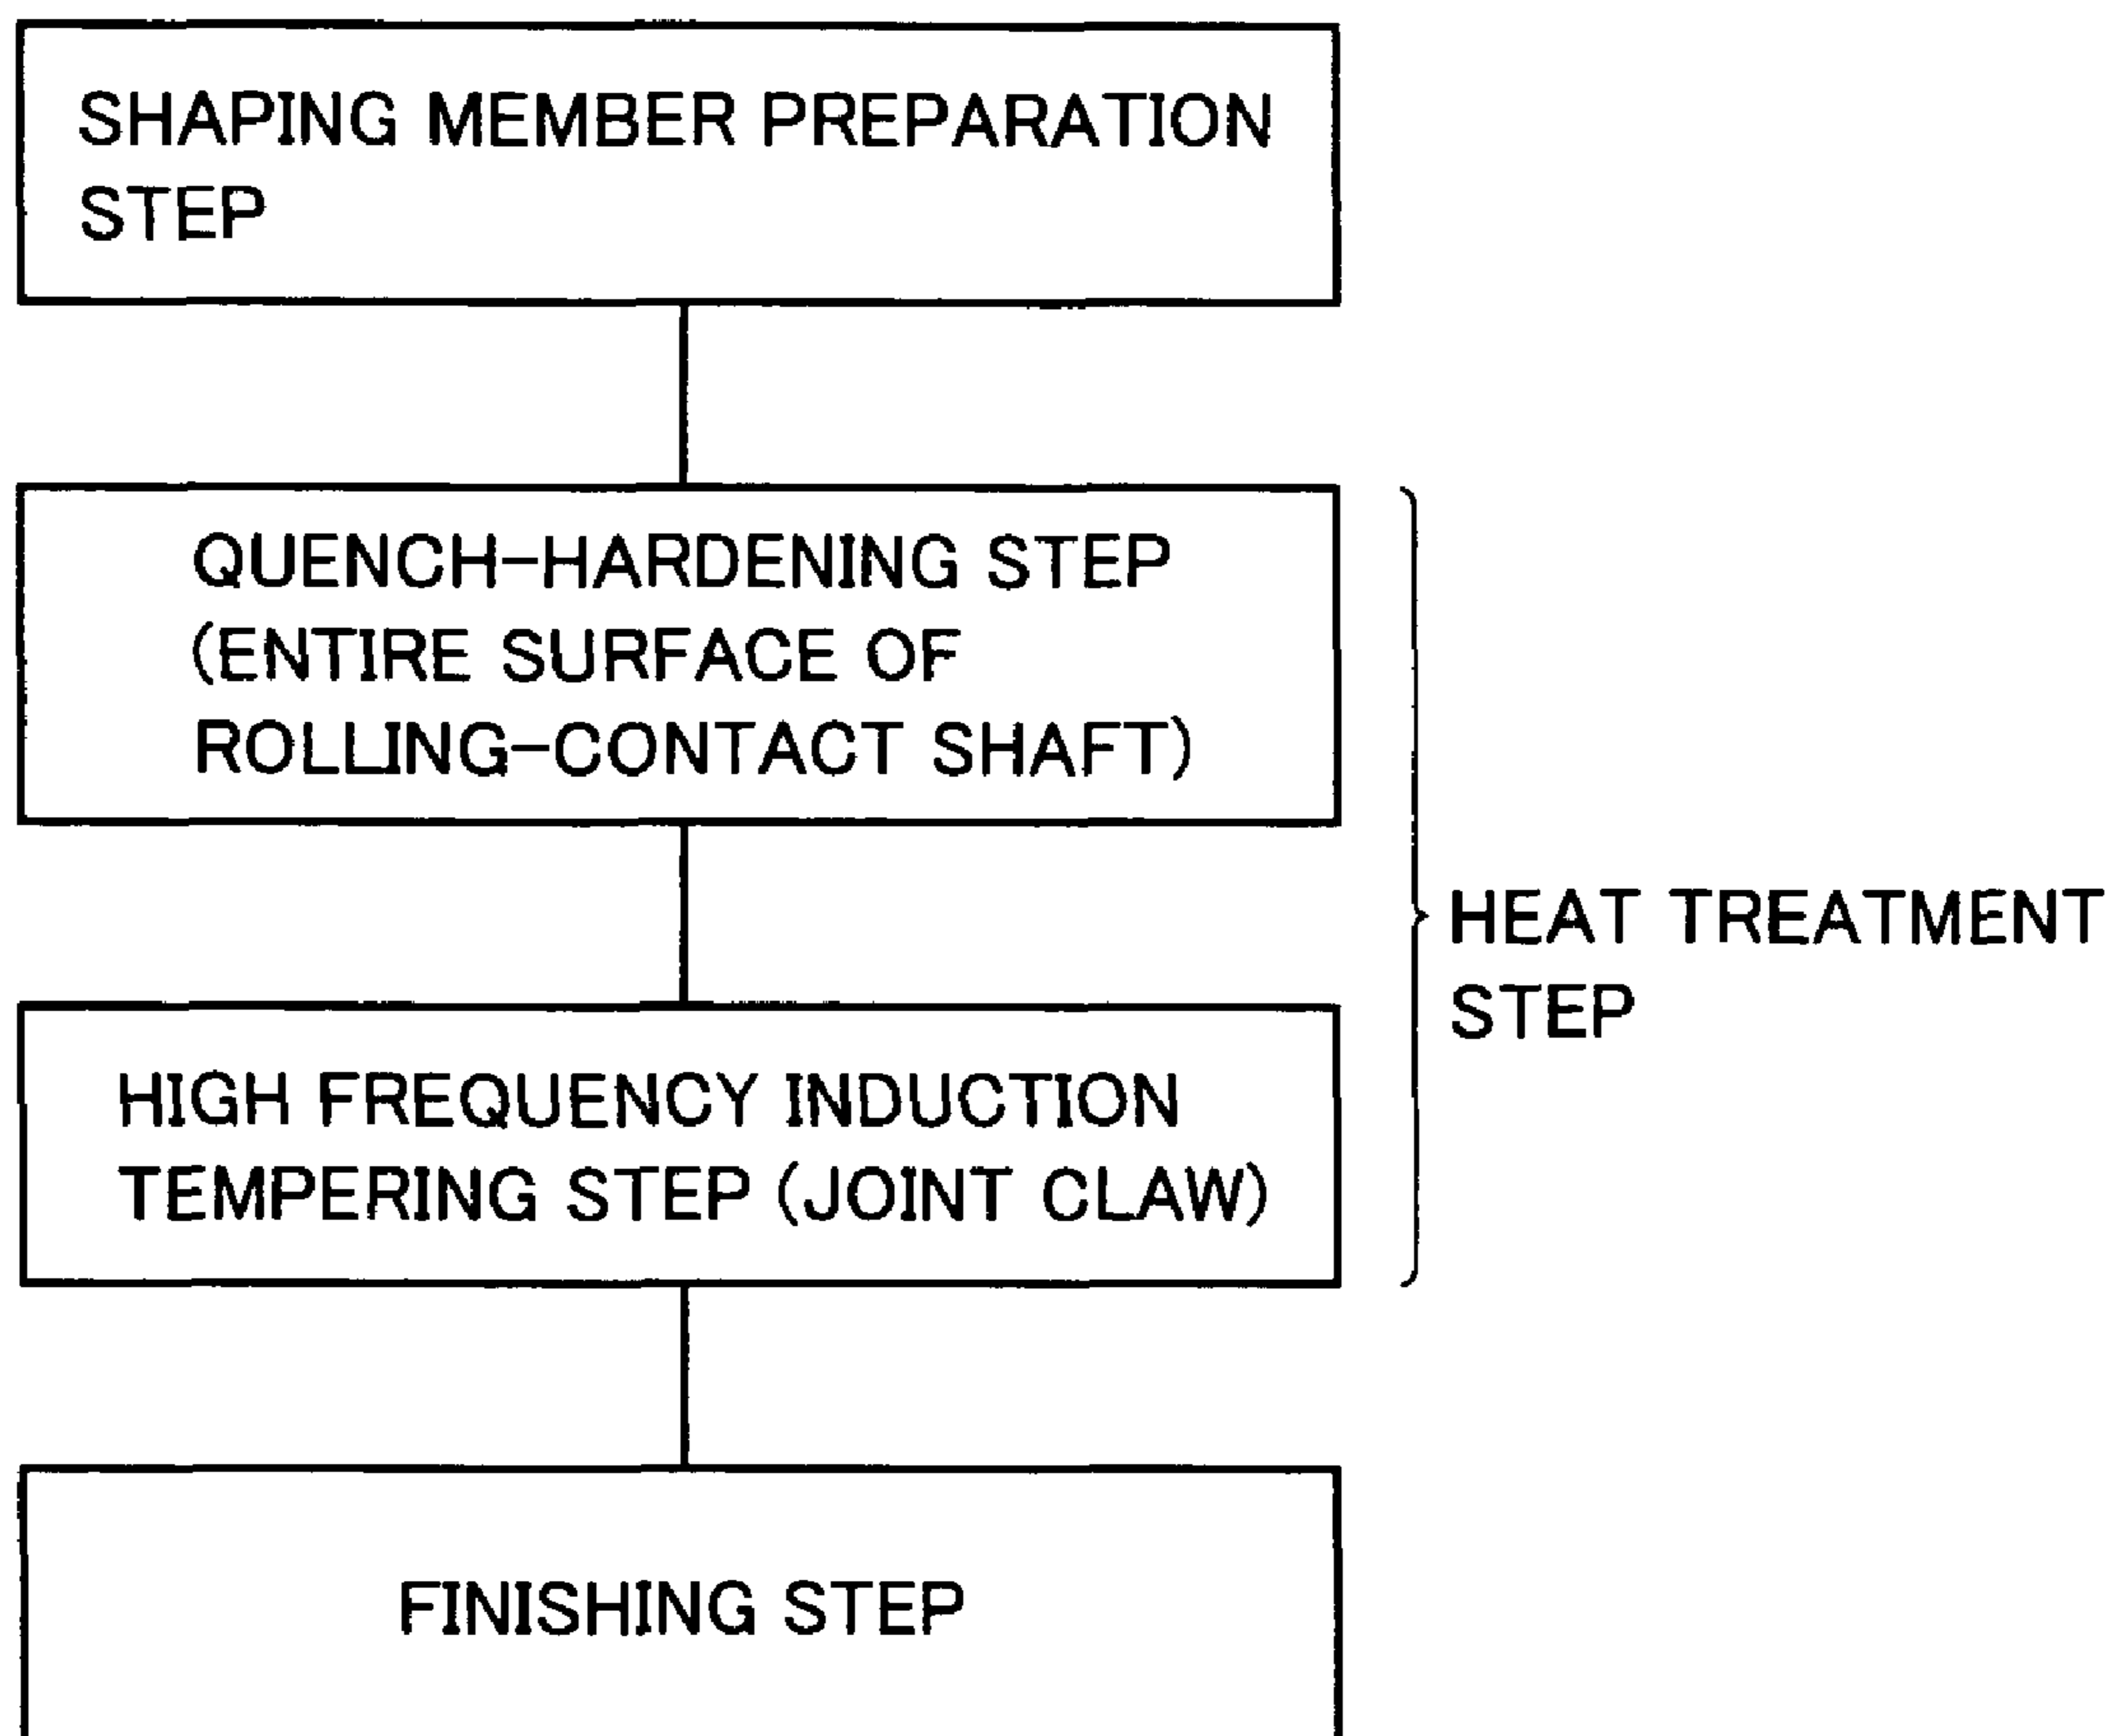 SHAPING MEMBER PREPARATION
STEP
QUENCH-HARDENING STEP
(ENTIRE SURFACE OF
ROLLING-CONTACT SHAFT)
HEAT TREATMENT
STEP
HIGH FREQUENCY INDUCTION
TEMPERING STEP (JOINT CLAW)
FINISHING STEP